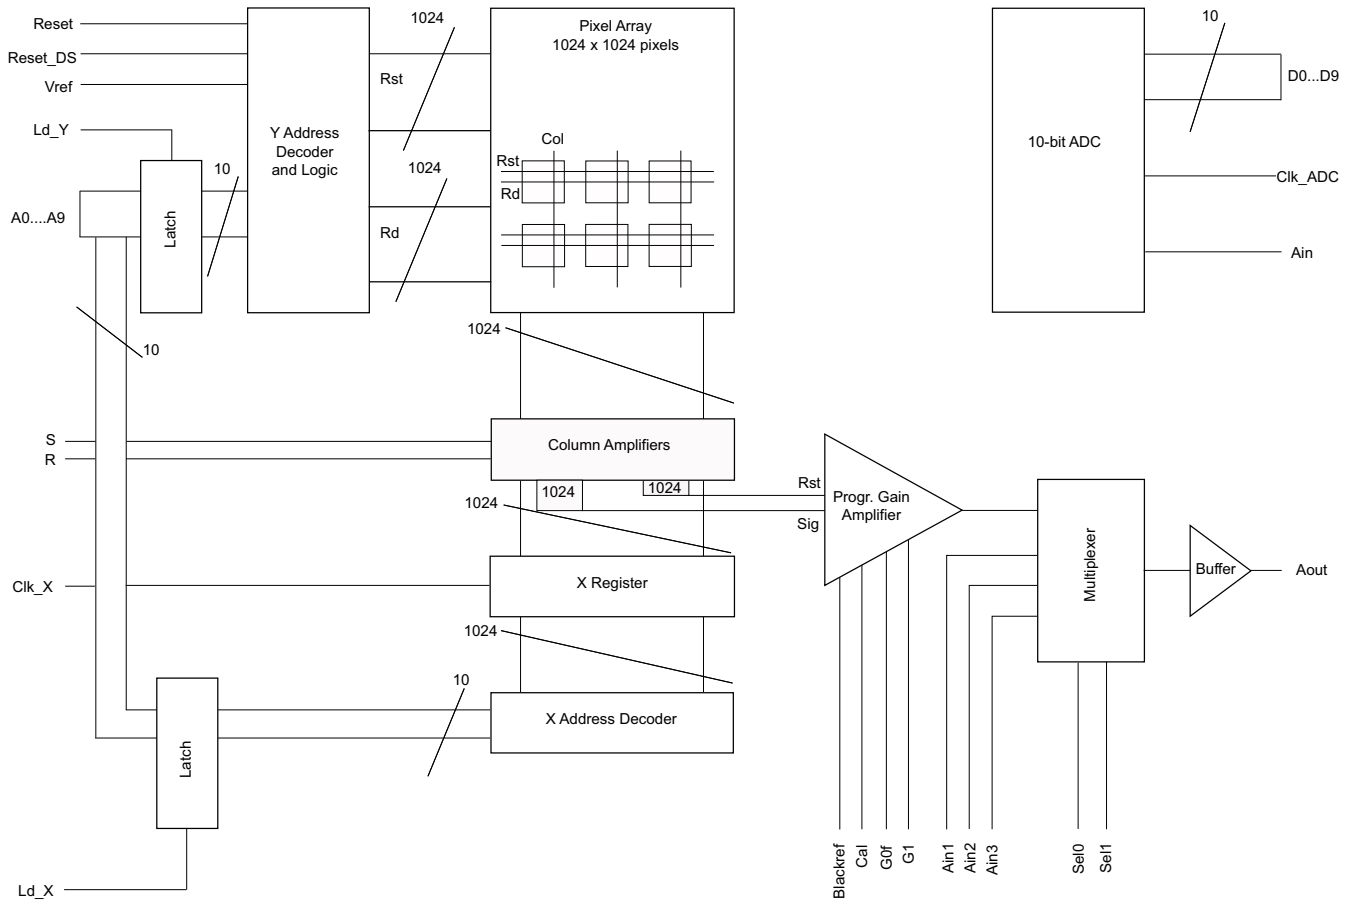 Reset
Reset_DS
Vref
Ld_Y
A0....A9
Latch
10
10
Y Address
Decoder
and Logic
1024
Rst
1024
Rd
Pixel Array
1024 x 1024 pixels
Col
Rst
Rd
10-bit ADC
10
D0...D9
Clk_ADC
Ain
1024
S
R
Column Amplifiers
1024
1024
1024
Rst
Sig
Progr. Gain
Amplifier
Clk_X
X Register
1024
10
X Address Decoder
Latch
Ld_X
Multiplexer
Buffer
Aout
Blackref
Cal
G0f
G1
Ain1
Ain2
Ain3
Sel0
Sel1